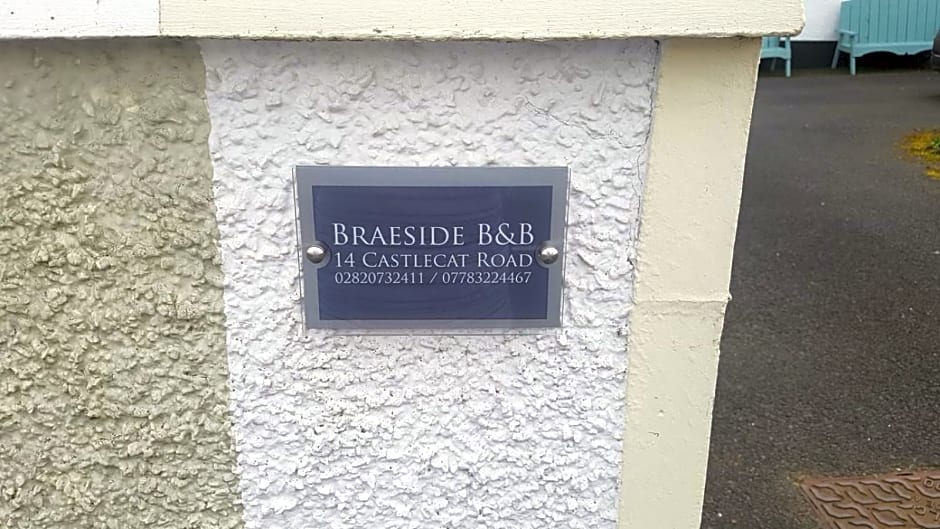 BRAESIDE B&B
14 CASTLECAT ROAD
02820732411 / 07783224467